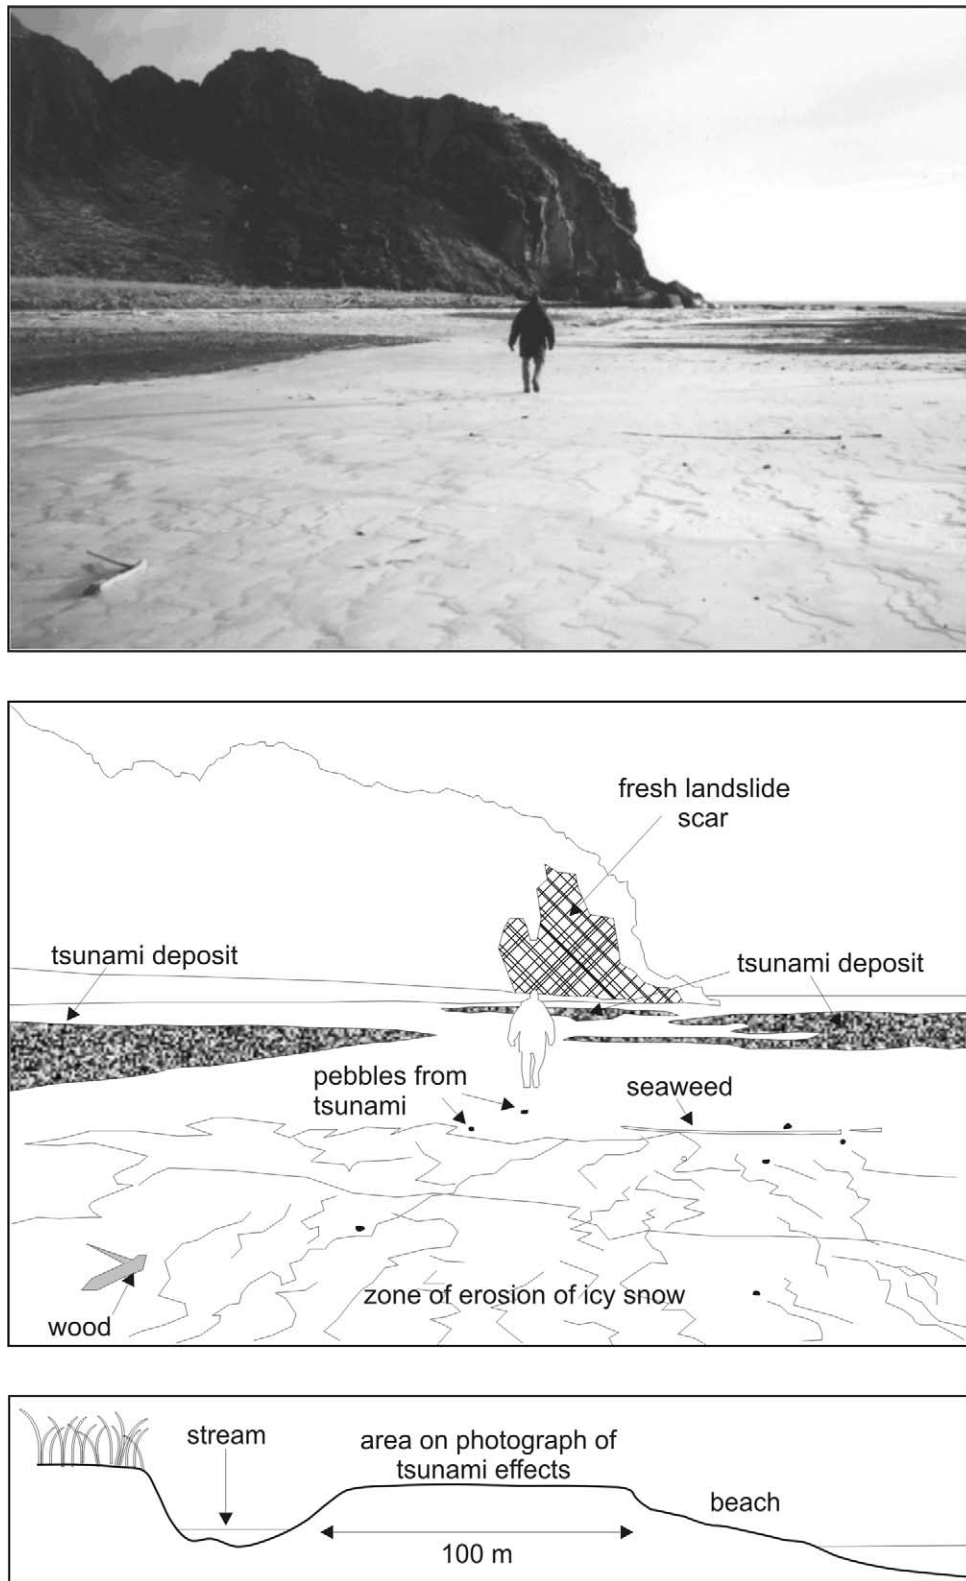 fresh landslide
scar
tsunami deposit
tsunami deposit
pebbles from
tsunami
seaweed
zone of erosion of icy snow
wood
stream
area on photograph of
tsunami effects
beach
100 m